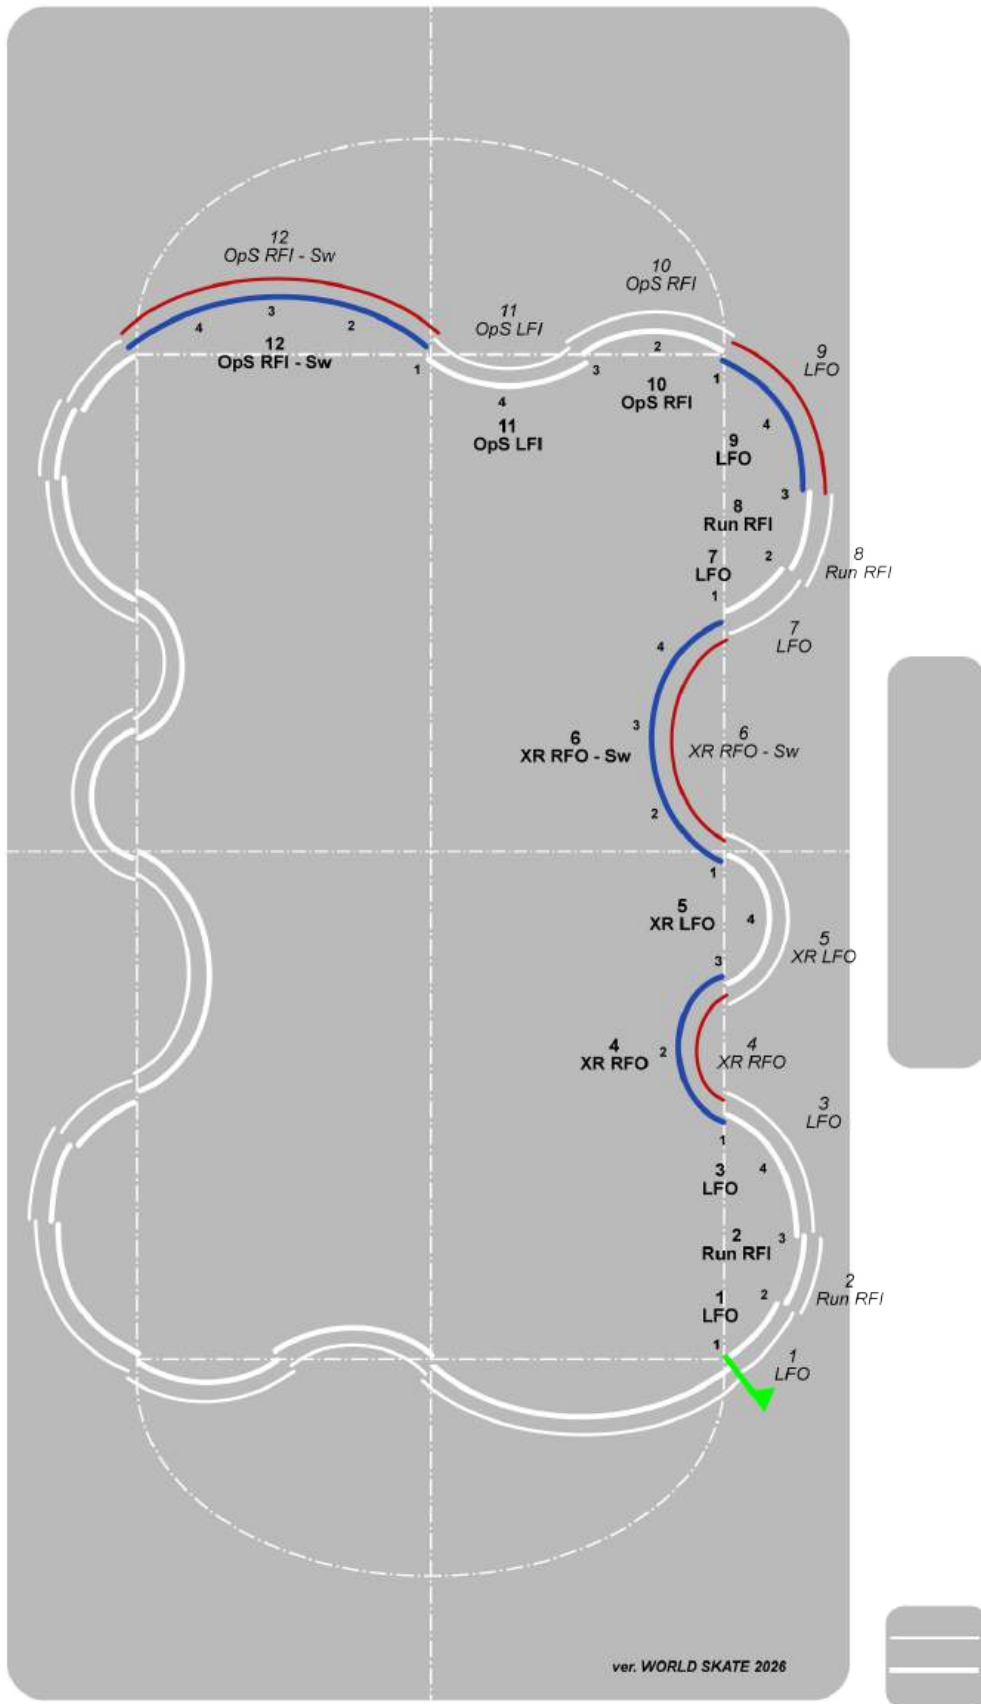 12
OpS RFI - Sw
10
OpS RFI
11
OpS LFI
4
3
2
12
OpS RFI - Sw
1
2
3
10
OpS RFI
1
4
11
OpS LFI
9
LFO
4
9
LFO
3
8
Run RFI
8
Run RFI
2
7
LFO
1
7
LFO
4
3
6
XR RFO - Sw
6
XR RFO - Sw
2
1
5
XR LFO
4
5
XR LFO
3
4
XR RFO
2
4
XR RFO
3
LFO
1
4
3
LFO
3
2
Run RFI
2
Run RFI
2
1
LFO
1
1
LFO
ver. WORLD SKATE 2026